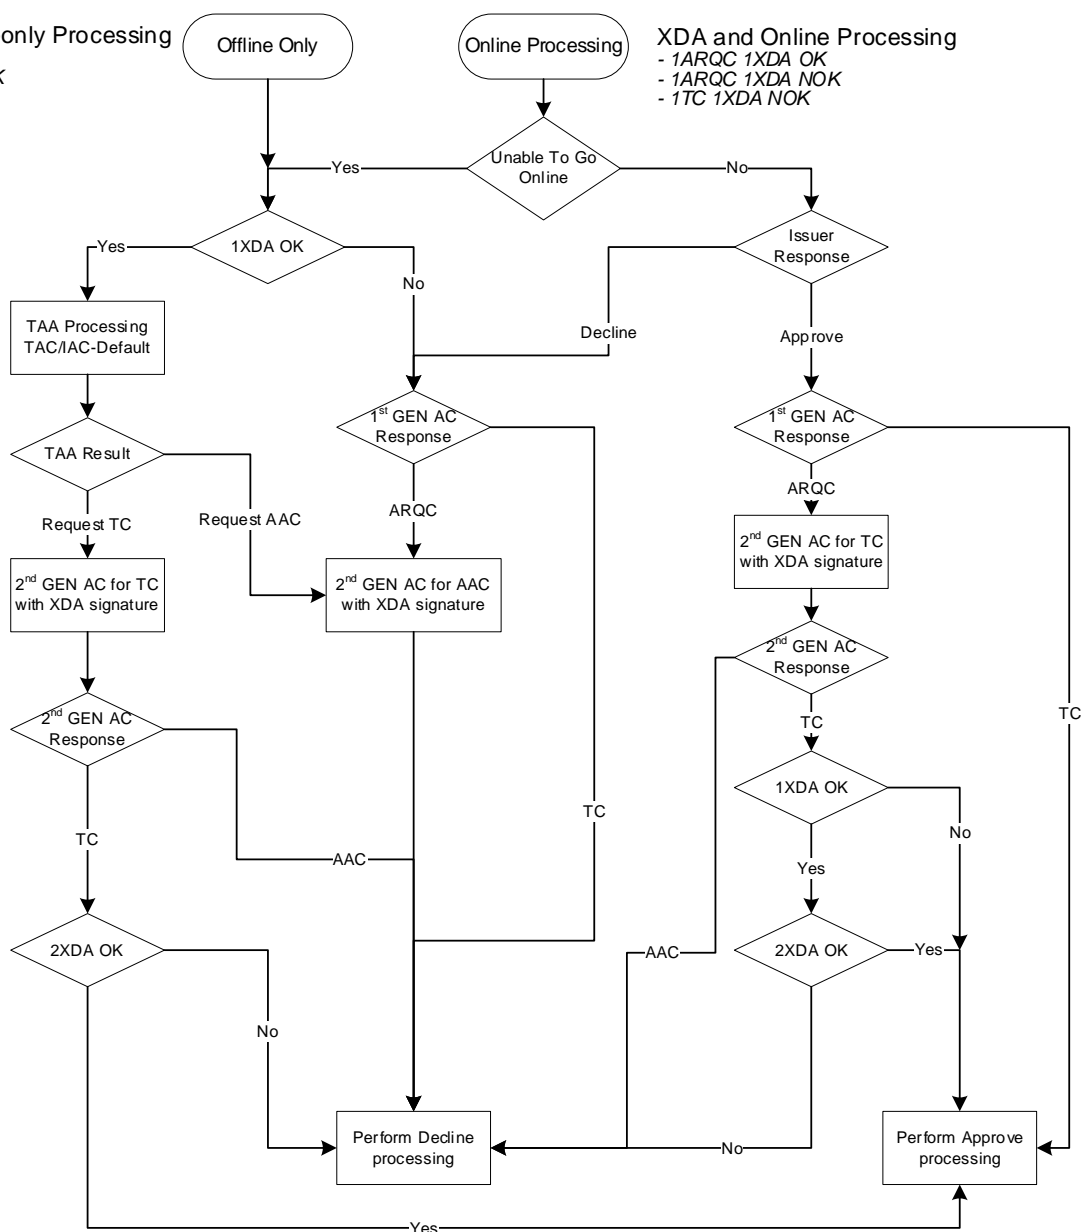 only Processing
Offline Only
Online Processing
XDA and Online Processing
- 1ARQC 1XDA OK
- 1ARQC 1XDA NOK
- 1TC 1XDA NOK
K
Unable To Go
Online
Yes
No
1XDA OK
Issuer
Response
Yes
No
TAA Processing
TAC/IAC-Default
Decline
Approve
1st GEN AC
Response
1st GEN AC
Response
TAA Result
ARQC
ARQC
Request TC
Request AAC
2nd GEN AC for TC
with XDA signature
2nd GEN AC for AAC
with XDA signature
2nd GEN AC for TC
with XDA signature
2nd GEN AC
Response
2nd GEN AC
Response
TC
TC
1XDA OK
TC
TC
No
AAC
Yes
2XDA OK
2XDA OK
AAC
Yes
No
Perform Decline
processing
No
Perform Approve
processing
Yes